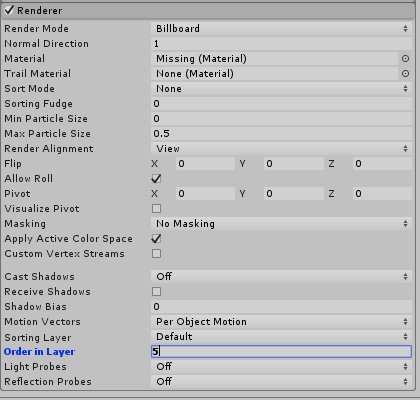 Renderer
Render Mode Billboard
Normal Direction 1
Material Missing (Material)
Trail Material None (Material)
Sort Mode None
Sorting Fudge 0
Min Particle Size 0
Max Particle Size 0.5
Render Alignment View
Flip X 0 Y 0 Z 0
Allow Roll
Pivot X 0 Y 0 Z 0
Visualize Pivot
Masking No Masking
Apply Active Color Space
Custom Vertex Streams
Cast Shadows Off
Receive Shadows
Shadow Bias 0
Motion Vectors Per Object Motion
Sorting Layer Default
Order in Layer 5
Light Probes Off
Reflection Probes Off